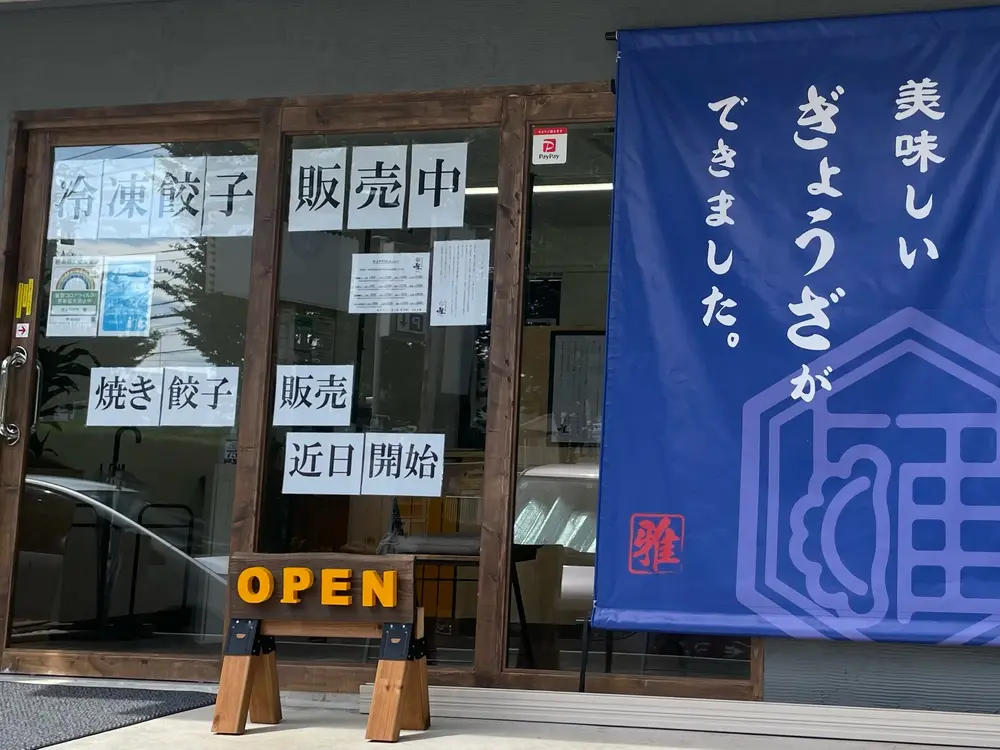 冷凍餃子 販売中
PayPay
焼き餃子 販売
近日開始
OPEN
美味しい
ぎょうざが
できました。
雅